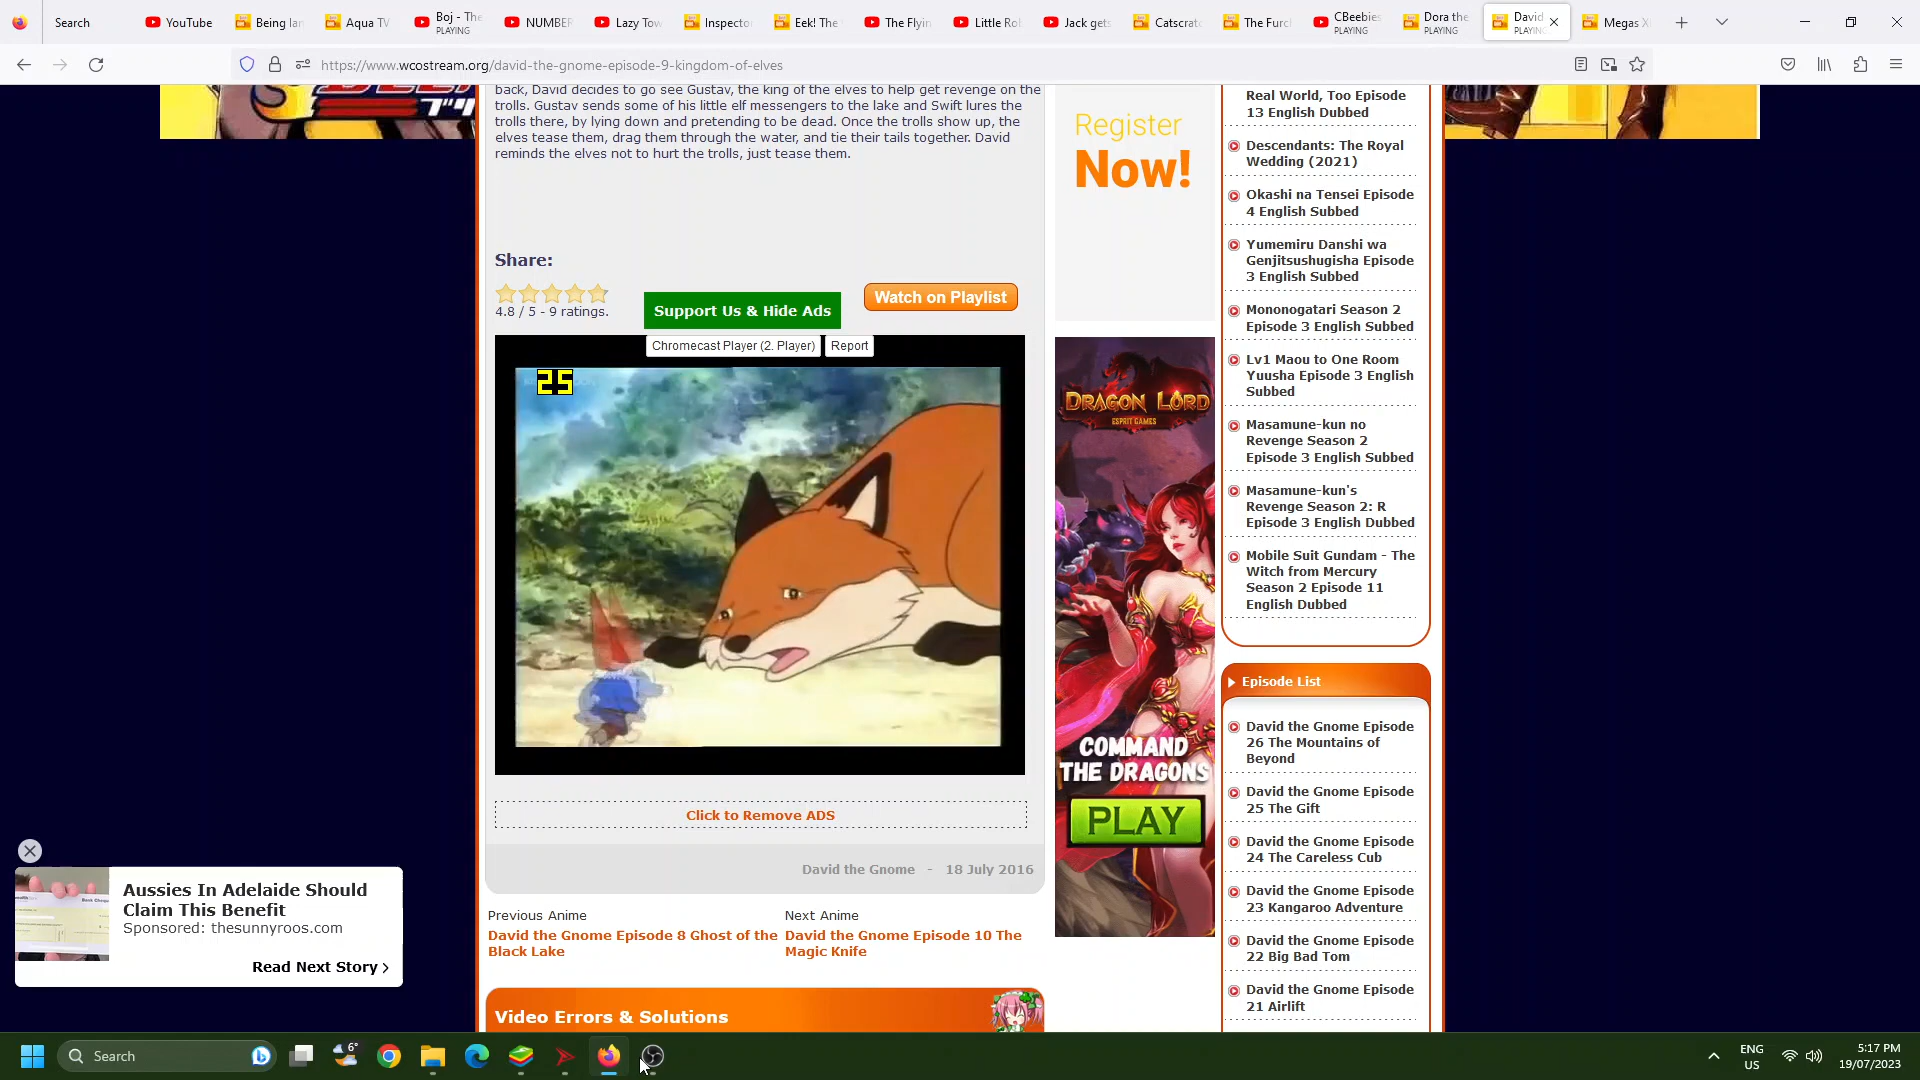 Search
YouTube
Being Ian
Aqua TV
Boj - The
PLAYING
NUMBER
Lazy Tow
Inspecto
Eek! The
The Flyin
Little Ro
Jack gets
Catscratc
The Furch
CBeebies
PLAYING
Dora the
PLAYING
David
PLAYING
Megas X
https://www.wcostream.org/david-the-gnome-episode-9-kingdom-of-elves
back, David decides to go see Gustav, the king of the elves to help get revenge on the
trolls. Gustav sends some of his little elf messengers to the lake and Swift lures the
trolls there, by lying down and pretending to be dead. Once the trolls show up, the
elves tease them, drag them through the water, and tie their tails together. David
reminds the elves not to hurt the trolls, just tease them.
Share:
4.8 / 5 - 9 ratings.
Support Us & Hide Ads
Watch on Playlist
Chromecast Player (2. Player)
Report
25
Click to Remove ADS
David the Gnome - 18 July 2016
Previous Anime
David the Gnome Episode 8 Ghost of the
Black Lake
Next Anime
David the Gnome Episode 10 The
Magic Knife
Video Errors & Solutions
Register
Now!
DRAGON LORD
ESPRIT GAMES
COMMAND
THE DRAGONS
PLAY
Real World, Too Episode
13 English Dubbed
Descendants: The Royal
Wedding (2021)
Okashi na Tensei Episode
4 English Subbed
Yumemiru Danshi wa
Genjitsushugisha Episode
3 English Subbed
Mononogatari Season 2
Episode 3 English Subbed
Lv1 Maou to One Room
Yuusha Episode 3 English
Subbed
Masamune-kun no
Revenge Season 2
Episode 3 English Subbed
Masamune-kun's
Revenge Season 2: R
Episode 3 English Dubbed
Mobile Suit Gundam - The
Witch from Mercury
Season 2 Episode 11
English Dubbed
Episode List
David the Gnome Episode
26 The Mountains of
Beyond
David the Gnome Episode
25 The Gift
David the Gnome Episode
24 The Careless Cub
David the Gnome Episode
23 Kangaroo Adventure
David the Gnome Episode
22 Big Bad Tom
David the Gnome Episode
21 Airlift
Aussies In Adelaide Should
Claim This Benefit
Sponsored: thesunnyroos.com
Read Next Story
Search
6°
ENG
US
5:17 PM
19/07/2023